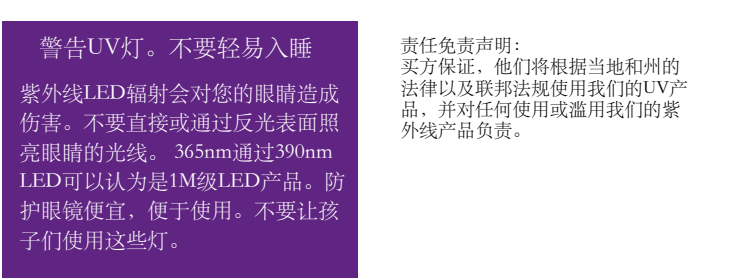 警告UV灯。不要轻易入睡
紫外线LED辐射会对您的眼睛造成
伤害。不要直接或通过反光表面照
亮眼睛的光线。 365nm通过390nm
LED可以认为是1M级LED产品。防
护眼镜便宜，便于使用。不要让孩
子们使用这些灯。
责任免责声明：
买方保证，他们将根据当地和州的
法律以及联邦法规使用我们的UV产
品，并对任何使用或滥用我们的紫
外线产品负责。